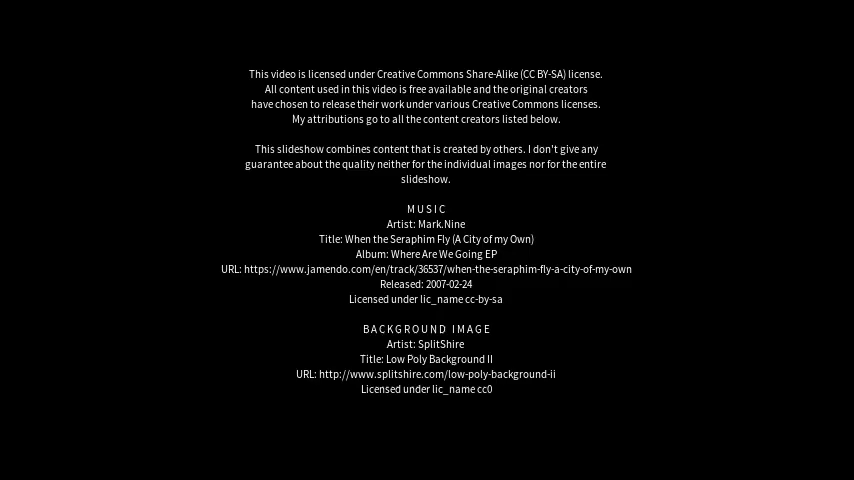 This video is licensed under Creative Commons Share-Alike (CC BY-SA) license.
All content used in this video is free available and the original creators
have chosen to release their work under various Creative Commons licenses.
My attributions go to all the content creators listed below.
This slideshow combines content that is created by others. I don't give any
guarantee about the quality neither for the individual images nor for the entire
slideshow.
MUSIC
Artist: Mark.Nine
Title: When the Seraphim Fly (A City of my Own)
Album: Where Are We Going EP
URL: https://www.jamendo.com/en/track/36537/when-the-seraphim-fly-a-city-of-my-own
Released: 2007-02-24
Licensed under lic_name cc-by-sa
BACKGROUND IMAGE
Artist: SplitShire
Title: Low Poly Background II
URL: http://www.splitshire.com/low-poly-background-ii
Licensed under lic_name cc0